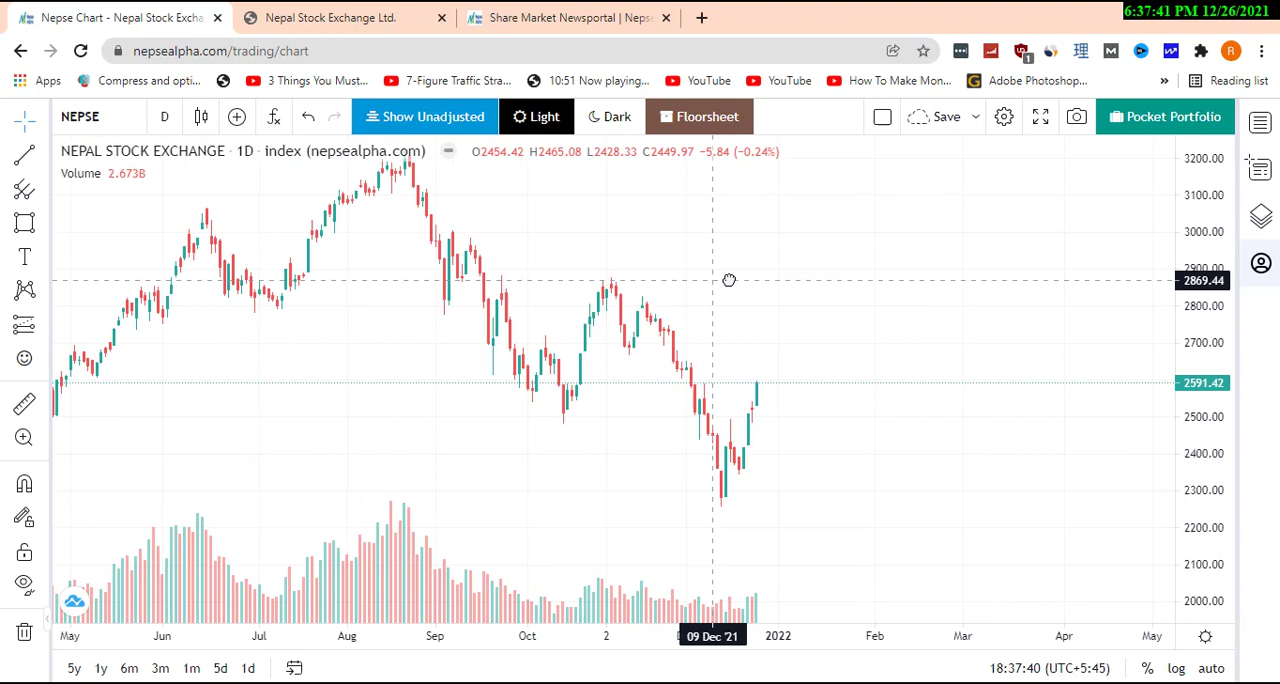 6:37:41 PM 12/26/2021
Nepse Chart - Nepal Stock Excha
Nepal Stock Exchange Ltd.
Share Market Newsportal | Nepse
nepsealpha.com/trading/chart
Apps
Compress and opti...
3 Things You Must...
7-Figure Traffic Stra...
10:51 Now playing...
YouTube
YouTube
How To Make Mon...
Adobe Photoshop...
»
Reading list
NEPSE
D
Show Unadjusted
Light
Dark
Floorsheet
Save
Pocket Portfolio
NEPAL STOCK EXCHANGE · 1D · index (nepsealpha.com)
O2454.42 H2465.08 L2428.33 C2449.97 −5.84 (−0.24%)
Volume 2.673B
3200.00
3100.00
3000.00
2900.00
2869.44
2800.00
2700.00
2591.42
2500.00
2400.00
2300.00
2200.00
2100.00
2000.00
May
Jun
Jul
Aug
Sep
Oct
2
09 Dec '21
2022
Feb
Mar
Apr
May
5y
1y
6m
3m
1m
5d
1d
18:37:40 (UTC+5:45)
%
log
auto